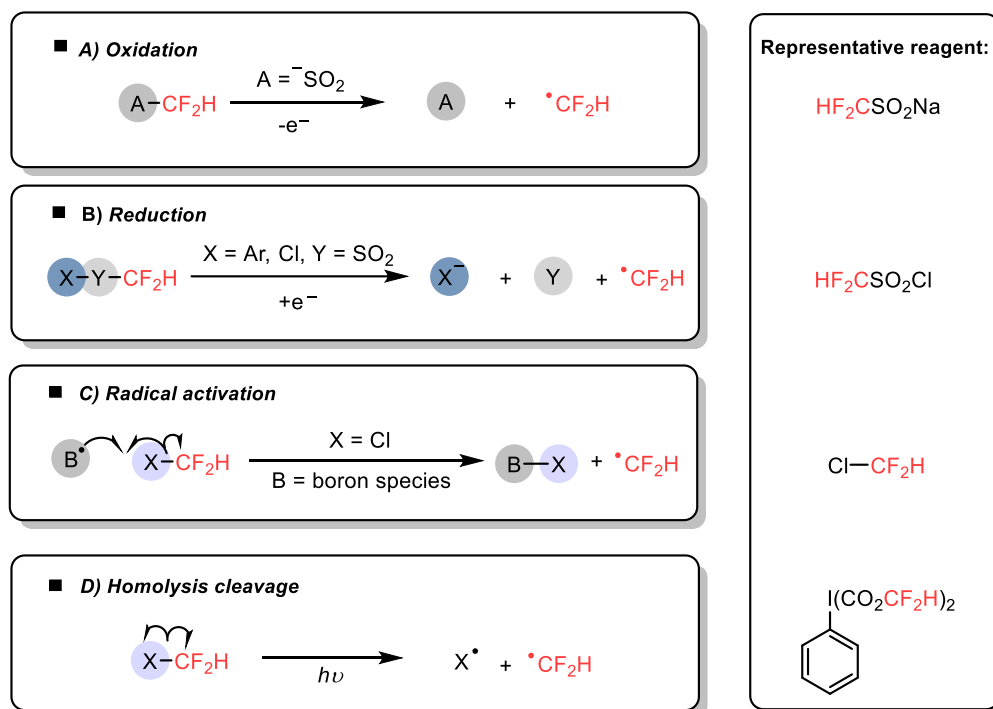 ■ A) Oxidation
A = ⁻SO₂
A–CF₂H
-e⁻
A + •CF₂H
■ B) Reduction
X = Ar, Cl, Y = SO₂
X–Y–CF₂H
+e⁻
X⁻ + Y + •CF₂H
■ C) Radical activation
X = Cl
B• X–CF₂H
B = boron species
B–X + •CF₂H
■ D) Homolysis cleavage
X–CF₂H
hυ
X• + •CF₂H
Representative reagent:
HF₂CSO₂Na
HF₂CSO₂Cl
Cl–CF₂H
I(CO₂CF₂H)₂